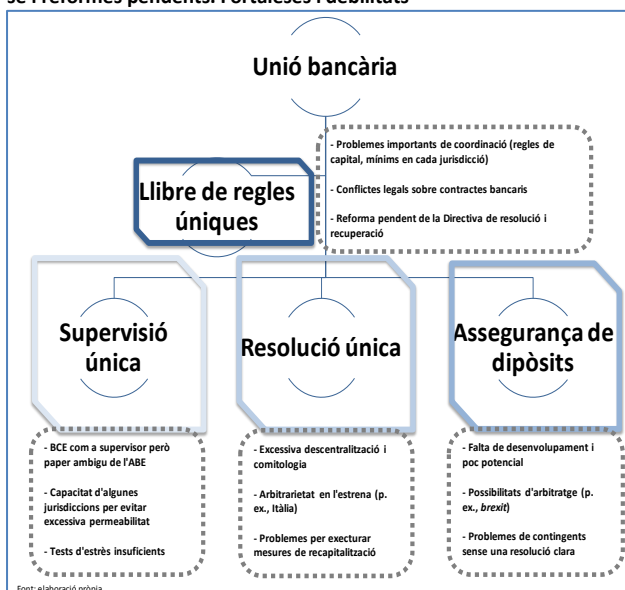 se i reformes pendents. Fortaleses i debilitats
Unió bancària
- Problemes importants de coordinació (regles de
capital, mínims en cada jurisdicció)
- Conflictes legals sobre contractes bancaris
- Reforma pendent de la Directiva de resolució i
recuperació
Llibre de regles
úniques
Supervisió
única
Resolució única
Assegurança de
dipòsits
- BCE com a supervisor però
paper ambigu de l'ABE
- Capacitat d'algunes
jurisdiccions per evitar
excessiva permeabilitat
- Tests d'estrès insuficients
- Excessiva descentralització i
comitologia
- Arbitrarietat en l'estrena (p.
ex., Itàlia)
- Problemes per execturar
mesures de recapitalització
- Falta de desenvolupament i
poc potencial
- Possibilitats d'arbitratge (p.
ex., brexit)
- Problemes de contingents
sense una resolució clara
Font: elaboració pròpia